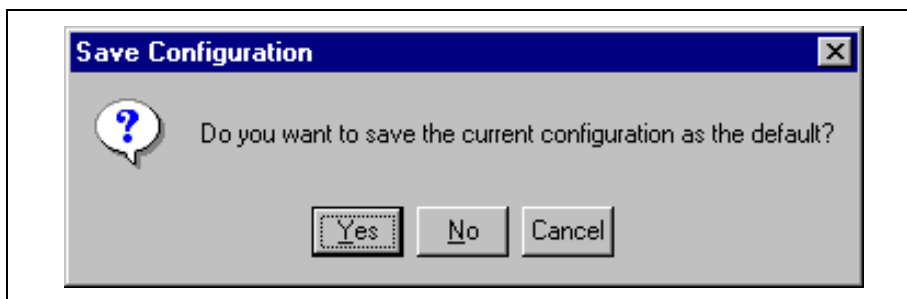 Save Configuration
?
Do you want to save the current configuration as the default?
Yes No Cancel